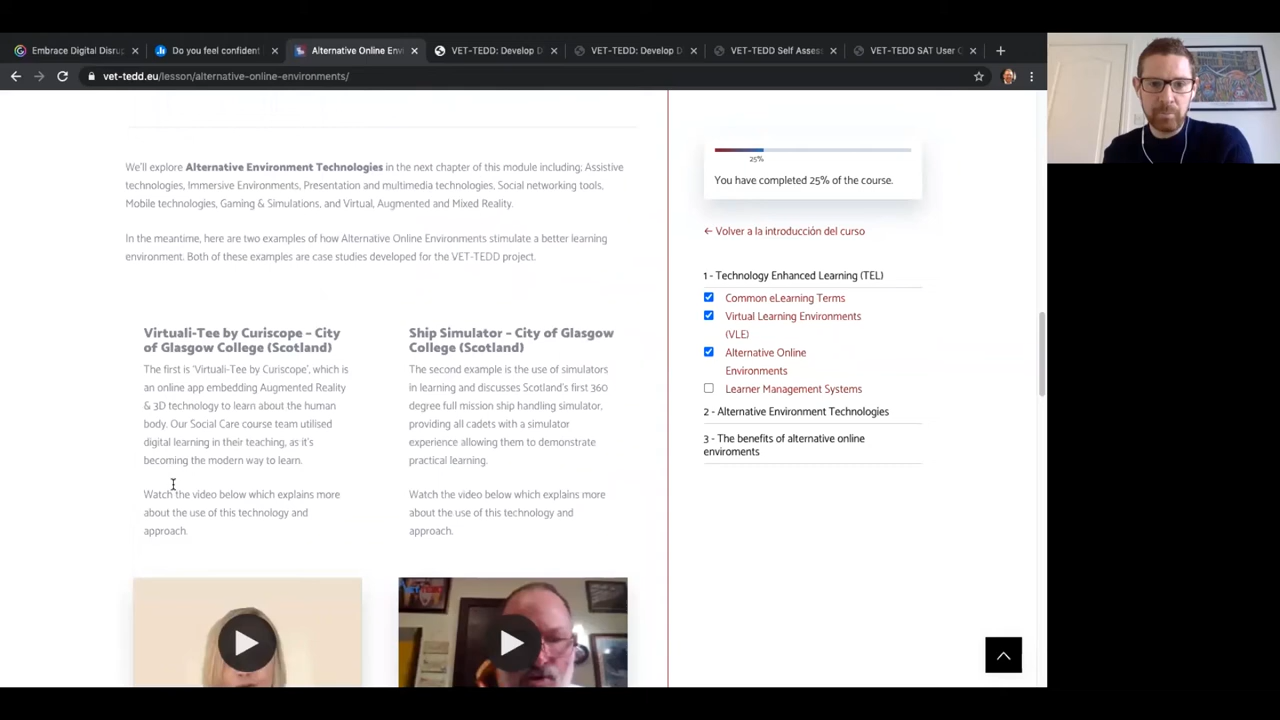 Embrace Digital Disrup
Do you feel confident
Alternative Online Envi
VET-TEDD: Develop D
VET-TEDD: Develop D
VET-TEDD Self Assess
VET-TEDD SAT User G
vet-tedd.eu/lesson/alternative-online-environments/
We'll explore Alternative Environment Technologies in the next chapter of this module including; Assistive
technologies, Immersive Environments, Presentation and multimedia technologies, Social networking tools,
Mobile technologies, Gaming & Simulations, and Virtual, Augmented and Mixed Reality.
In the meantime, here are two examples of how Alternative Online Environments stimulate a better learning
environment. Both of these examples are case studies developed for the VET-TEDD project.
Virtuali-Tee by Curiscope – City
of Glasgow College (Scotland)
The first is 'Virtuali-Tee by Curiscope', which is
an online app embedding Augmented Reality
& 3D technology to learn about the human
body. Our Social Care course team utilised
digital learning in their teaching, as it's
becoming the modern way to learn.
Watch the video below which explains more
about the use of this technology and
approach.
Ship Simulator – City of Glasgow
College (Scotland)
The second example is the use of simulators
in learning and discusses Scotland's first 360
degree full mission ship handling simulator,
providing all cadets with a simulator
experience allowing them to demonstrate
practical learning.
Watch the video below which explains more
about the use of this technology and
approach.
25%
You have completed 25% of the course.
← Volver a la introducción del curso
1 - Technology Enhanced Learning (TEL)
Common eLearning Terms
Virtual Learning Environments
(VLE)
Alternative Online
Environments
Learner Management Systems
2 - Alternative Environment Technologies
3 - The benefits of alternative online
enviroments